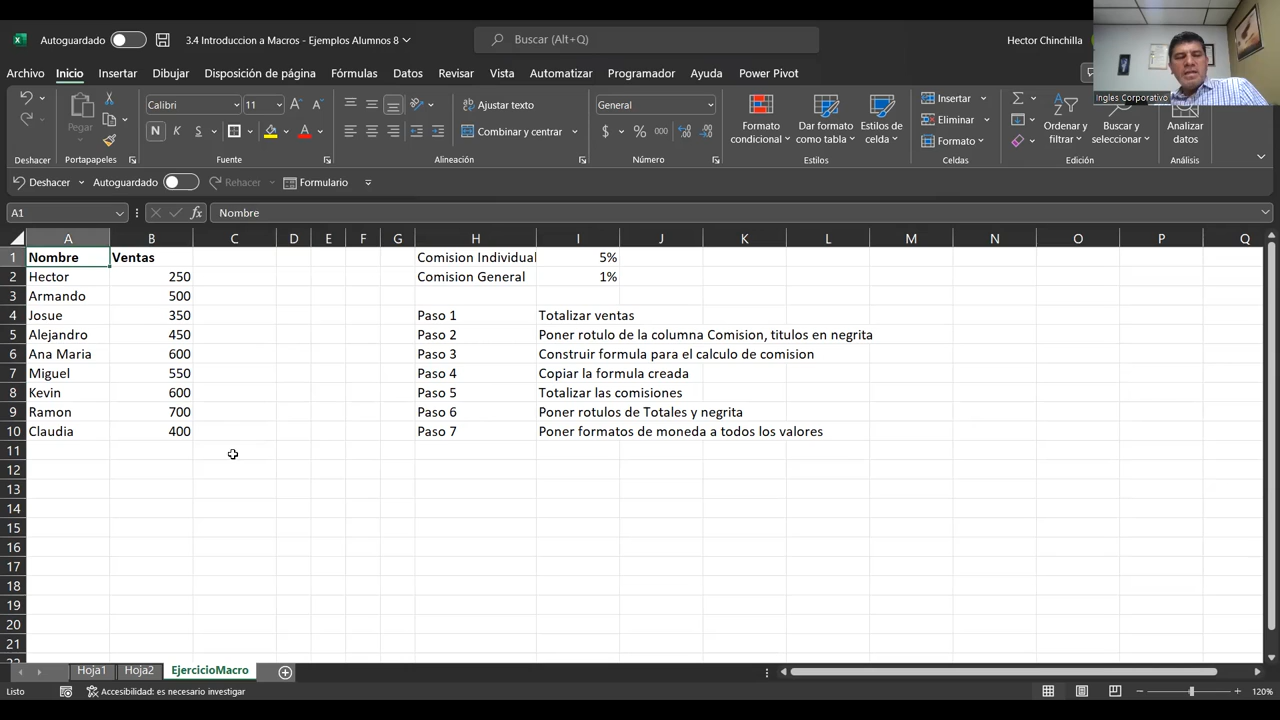 Autoguardado
3.4 Introduccion a Macros - Ejemplos Alumnos 8
Buscar (Alt+Q)
Hector Chinchilla
Ingles Corporativo
Archivo Inicio Insertar Dibujar Disposición de página Fórmulas Datos Revisar Vista Automatizar Programador Ayuda Power Pivot
Deshacer
Pegar
Portapapeles
Calibri 11
N K S
Fuente
Ajustar texto
Combinar y centrar
Alineación
General
$ % 000
Número
Formato condicional
Dar formato como tabla
Estilos de celda
Estilos
Insertar
Eliminar
Formato
Celdas
Ordenar y filtrar
Buscar y seleccionar
Edición
Analizar datos
Análisis
Deshacer Autoguardado Rehacer Formulario
A1 fx Nombre
A B C D E F G H I J K L M N O P Q
1 Nombre Ventas Comision Individual 5%
2 Hector 250 Comision General 1%
3 Armando 500
4 Josue 350 Paso 1 Totalizar ventas
5 Alejandro 450 Paso 2 Poner rotulo de la columna Comision, titulos en negrita
6 Ana Maria 600 Paso 3 Construir formula para el calculo de comision
7 Miguel 550 Paso 4 Copiar la formula creada
8 Kevin 600 Paso 5 Totalizar las comisiones
9 Ramon 700 Paso 6 Poner rotulos de Totales y negrita
10 Claudia 400 Paso 7 Poner formatos de moneda a todos los valores
11
12
13
14
15
16
17
18
19
20
21
22
Hoja1 Hoja2 EjercicioMacro
Listo Accesibilidad: es necesario investigar 120%